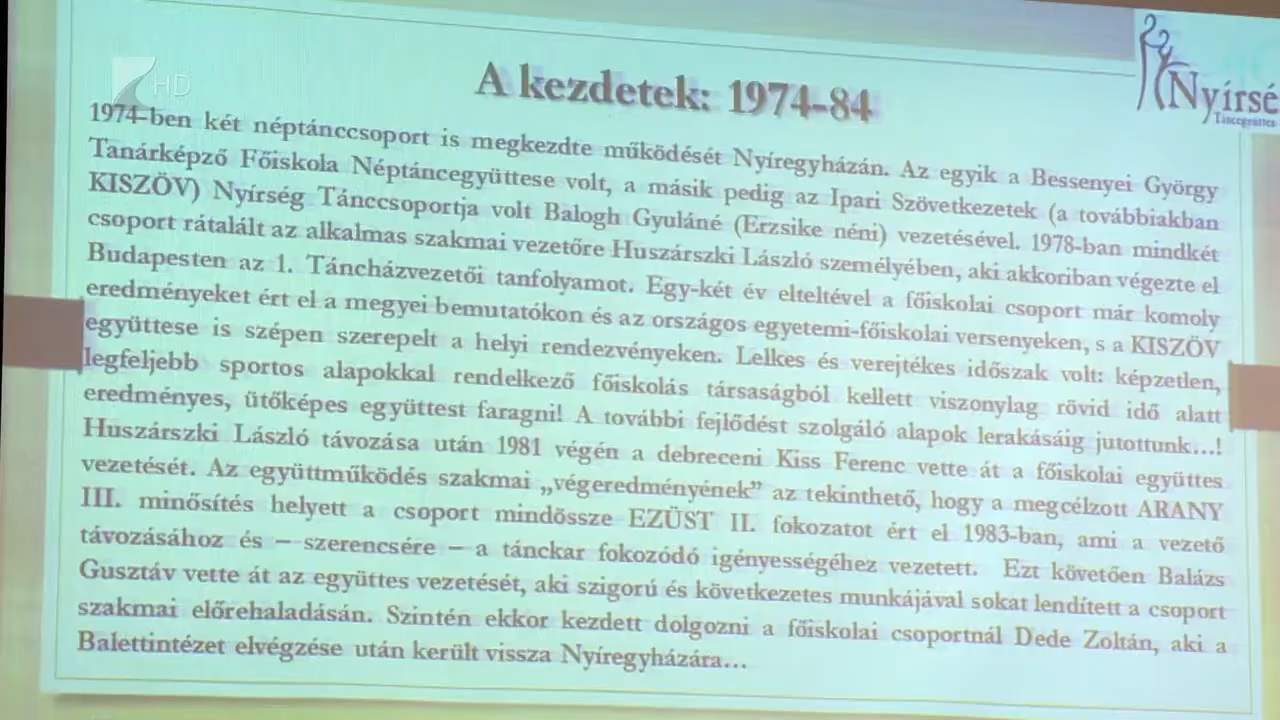 HD
Nyírsé
Táncegyüttes
A kezdetek: 1974-84
1974-ben két néptánccsoport is megkezdte működését Nyíregyházán. Az egyik a Bessenyei György
Tanárképző Főiskola Néptáncegyüttese volt, a másik pedig az Ipari Szövetkezetek (a továbbiakban
KISZÖV) Nyírség Tánccsoportja volt Balogh Gyuláné (Erzsike néni) vezetésével. 1978-ban mindkét
csoport rátalált az alkalmas szakmai vezetőre Huszárszki László személyében, aki akkoriban végezte el
Budapesten az 1. Táncházvezetői tanfolyamot. Egy-két év elteltével a főiskolai csoport már komoly
eredményeket ért el a megyei bemutatókon és az országos egyetemi-főiskolai versenyeken, s a KISZÖV
együttese is szépen szerepelt a helyi rendezvényeken. Lelkes és verejtékes időszak volt: képzetlen,
legfeljebb sportos alapokkal rendelkező főiskolás társaságból kellett viszonylag rövid idő alatt
eredményes, ütőképes együttest faragni! A további fejlődést szolgáló alapok lerakásáig jutottunk...!
Huszárszki László távozása után 1981 végén a debreceni Kiss Ferenc vette át a főiskolai együttes
vezetését. Az együttműködés szakmai „végeredményének” az tekinthető, hogy a megcélzott ARANY
III. minősítés helyett a csoport mindössze EZÜST II. fokozatot ért el 1983-ban, ami a vezető
távozásához és – szerencsére – a tánckar fokozódó igényességéhez vezetett. Ezt követően Balázs
Gusztáv vette át az együttes vezetését, aki szigorú és következetes munkájával sokat lendített a csoport
szakmai előrehaladásán. Szintén ekkor kezdett dolgozni a főiskolai csoportnál Dede Zoltán, aki a
Balettintézet elvégzése után került vissza Nyíregyházára...